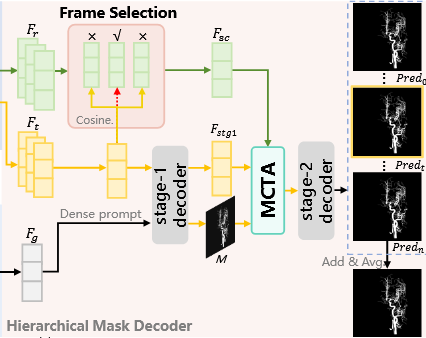 Frame Selection
F_r
× √ ×
F_sc
Cosine.
Pred_0
F_t
F_stg1
stage-1 decoder
MCTA
stage-2 decoder
Pred_t
Dense prompt
F_g
M
Pred_n
Add & Avg
Hierarchical Mask Decoder